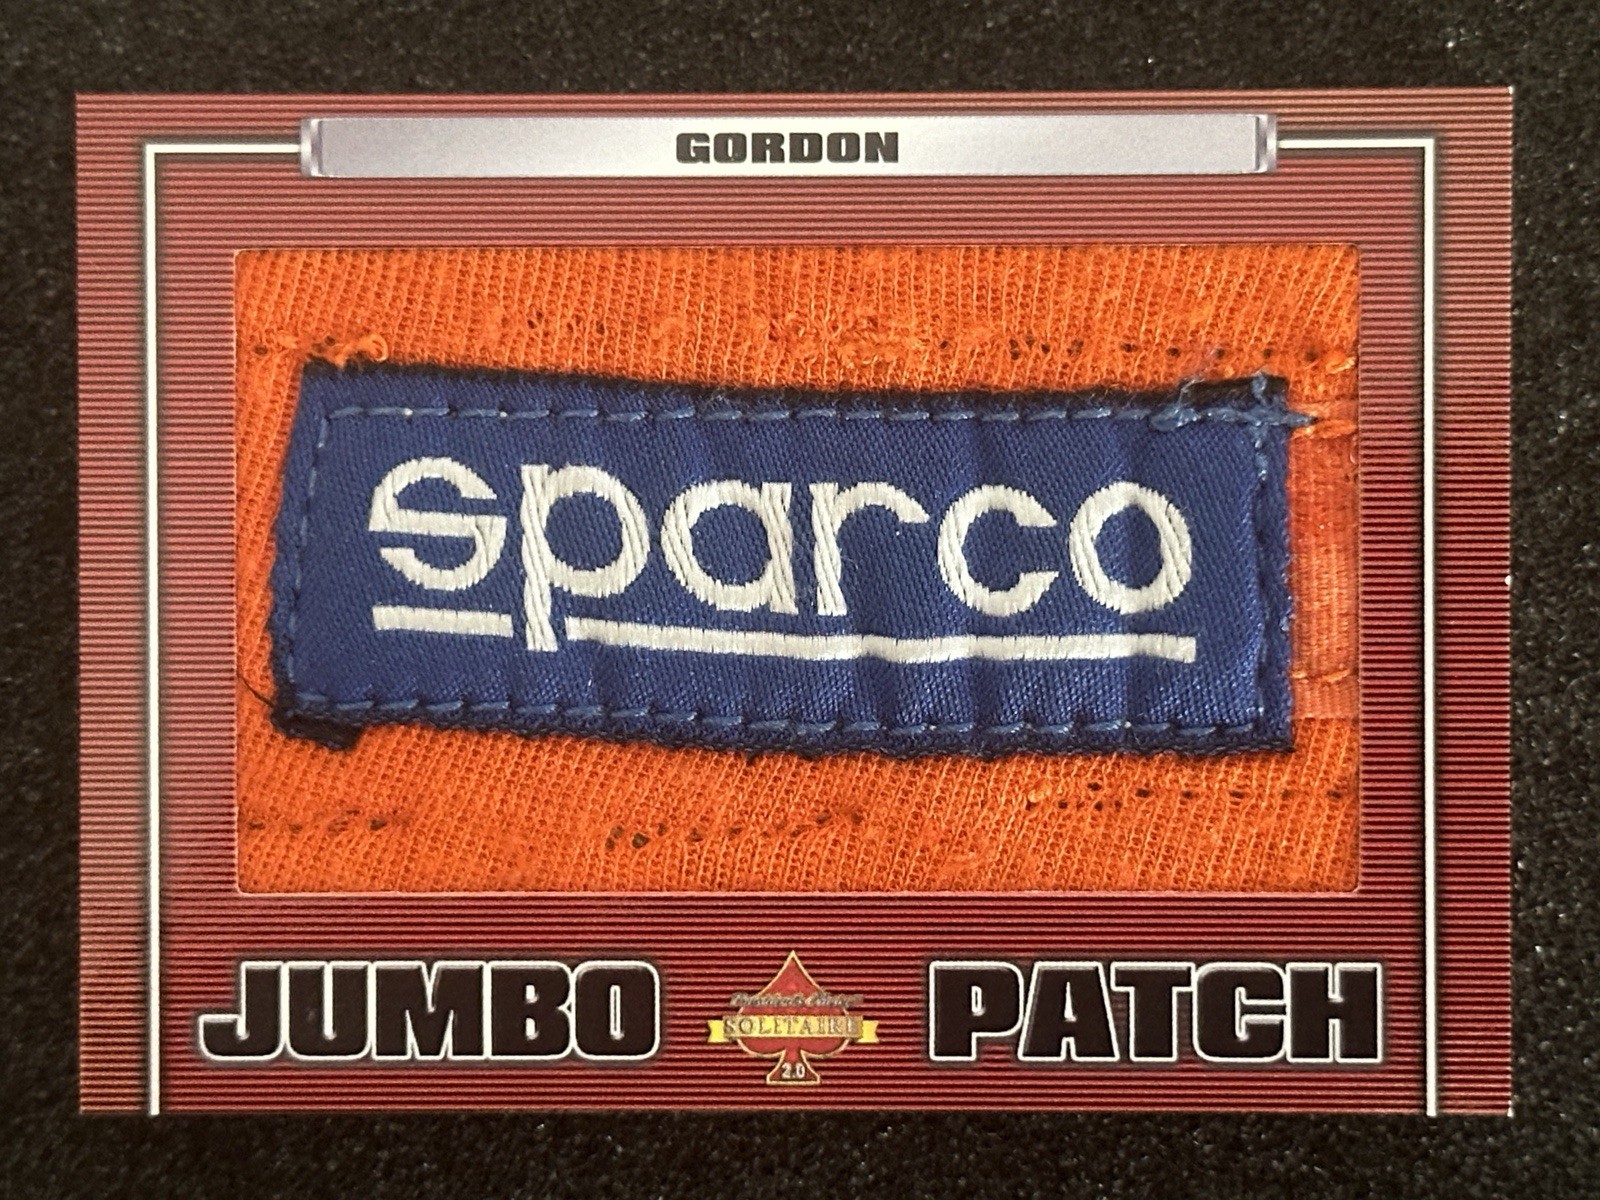 GORDON
sparco
JUMBO PATCH
SOLITAIRE
2.0